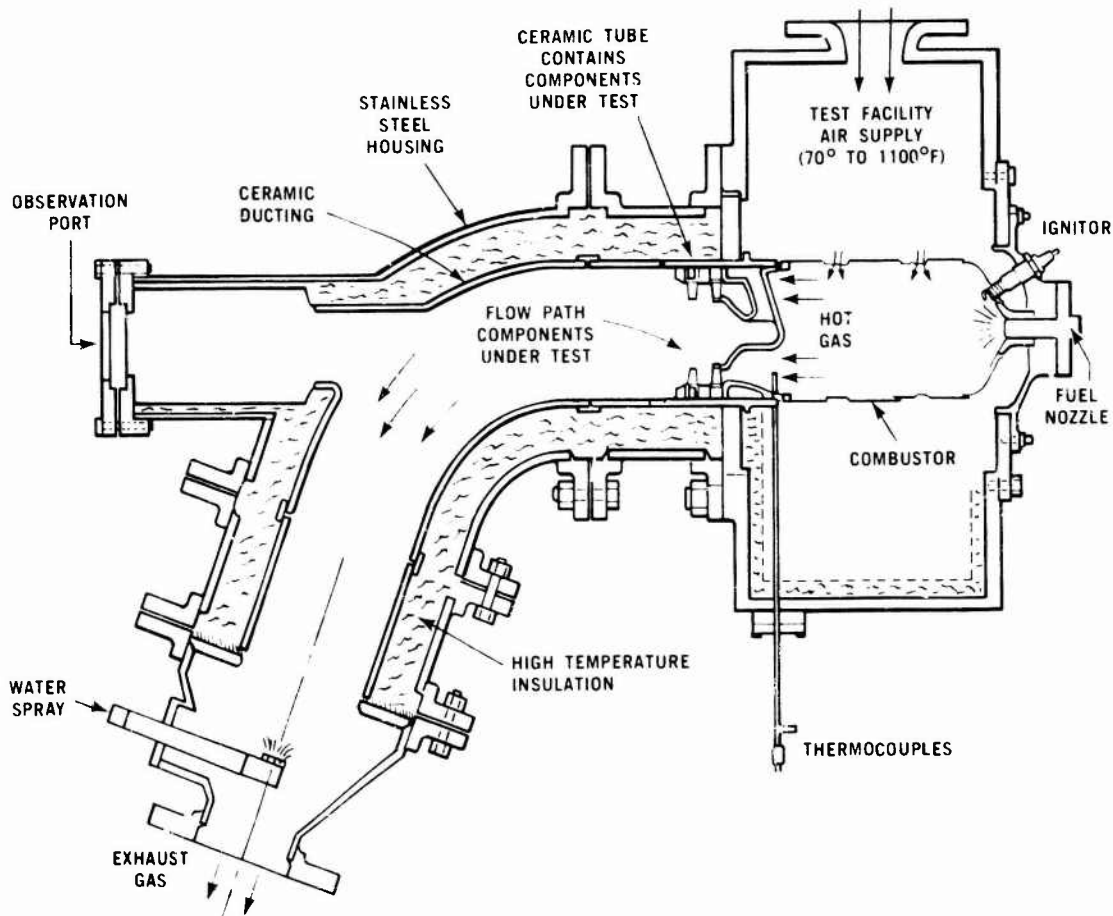 CERAMIC TUBE
CONTAINS
COMPONENTS
UNDER TEST
TEST FACILITY
AIR SUPPLY
(70° TO 1100°F)
STAINLESS
STEEL
HOUSING
CERAMIC
DUCTING
OBSERVATION
PORT
IGNITOR
FLOW PATH
COMPONENTS
UNDER TEST
HOT
GAS
FUEL
NOZZLE
COMBUSTOR
HIGH TEMPERATURE
INSULATION
WATER
SPRAY
THERMOCOUPLES
EXHAUST
GAS